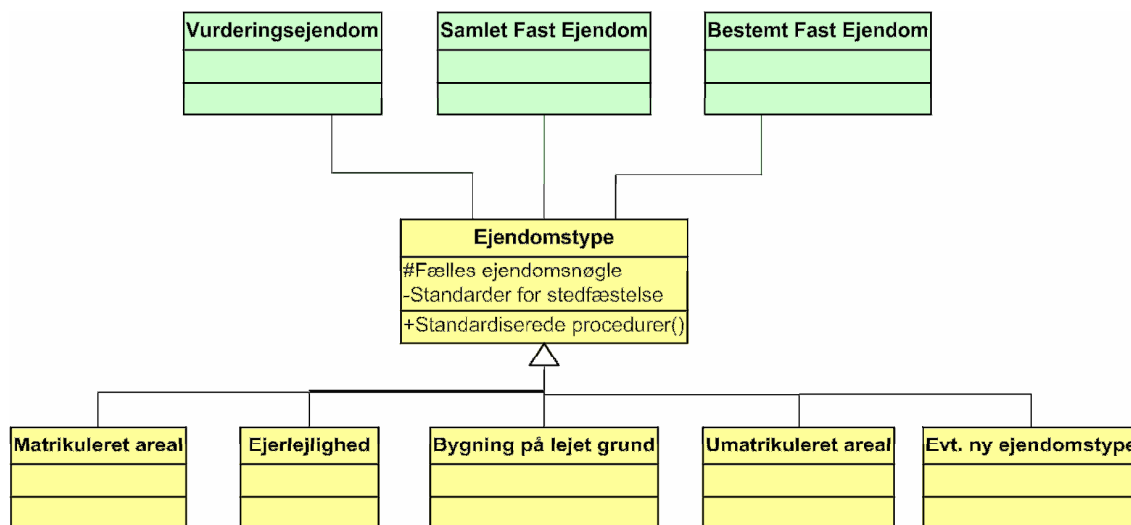 Vurderingsejendom
Samlet Fast Ejendom
Bestemt Fast Ejendom
Ejendomstype
#Fælles ejendomsnøgle
-Standarder for stedfæstelse
+Standardiserede procedurer()
Matrikuleret areal
Ejerlejlighed
Bygning på lejet grund
Umatrikuleret areal
Evt. ny ejendomstype